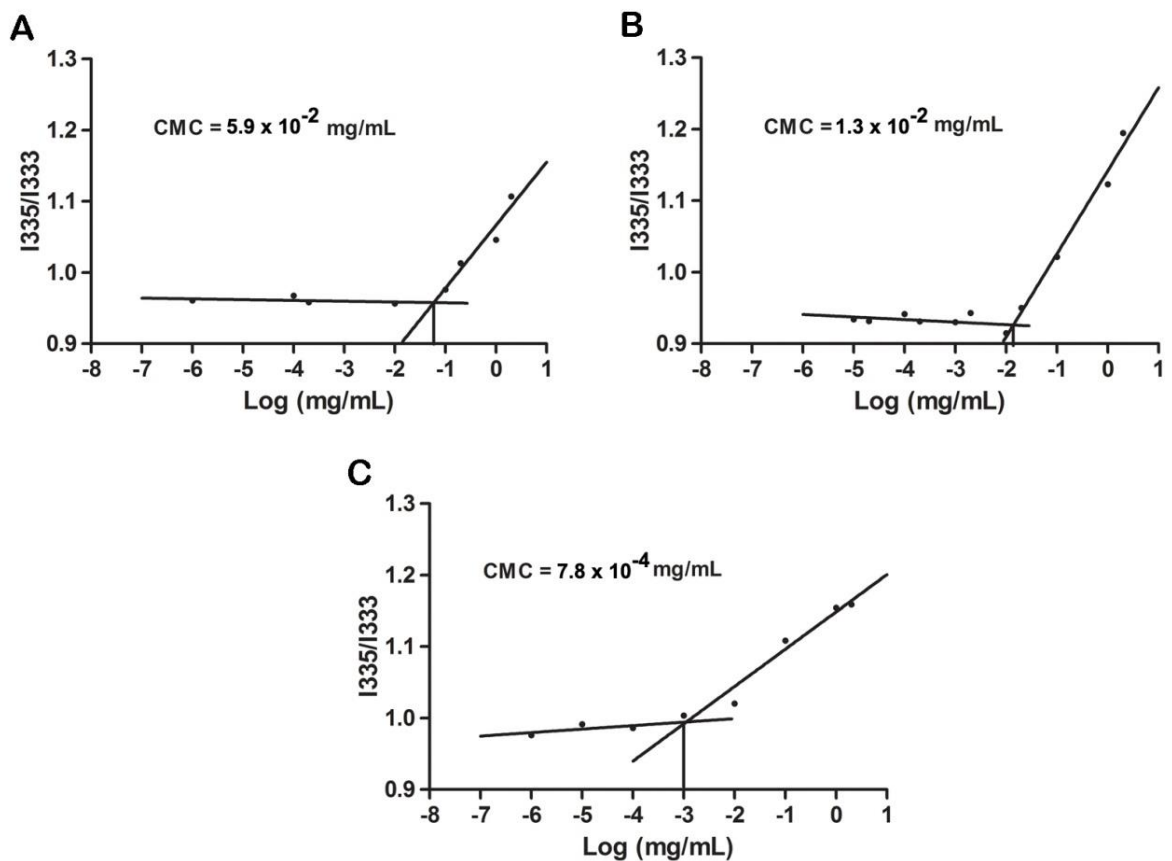 A
1.3
1.2
1.1
1.0
0.9
I335/I333
CMC = 5.9 x 10⁻² mg/mL
-8 -7 -6 -5 -4 -3 -2 -1 0 1
Log (mg/mL)
B
1.3
1.2
1.1
1.0
0.9
I335/I333
CMC = 1.3 x 10⁻² mg/mL
-8 -7 -6 -5 -4 -3 -2 -1 0 1
Log (mg/mL)
C
1.3
1.2
1.1
1.0
0.9
I335/I333
CMC = 7.8 x 10⁻⁴ mg/mL
-8 -7 -6 -5 -4 -3 -2 -1 0 1
Log (mg/mL)